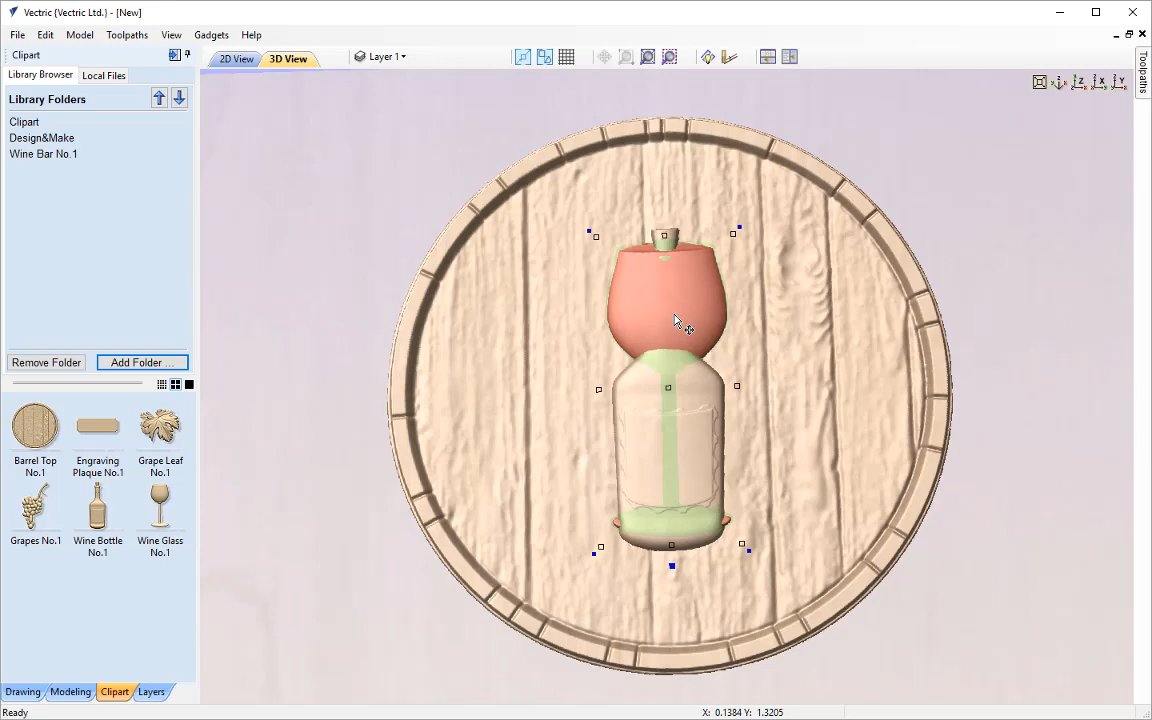 Vectric {Vectric Ltd.} - [New]
File Edit Model Toolpaths View Gadgets Help
Clipart
2D View 3D View Layer 1
Library Browser Local Files
Library Folders
Clipart
Design&Make
Wine Bar No.1
Remove Folder Add Folder ...
Barrel Top No.1
Engraving Plaque No.1
Grape Leaf No.1
Grapes No.1
Wine Bottle No.1
Wine Glass No.1
Drawing Modeling Clipart Layers
Ready
X: 0.1384 Y: 1.3205
Toolpaths
Z X Y